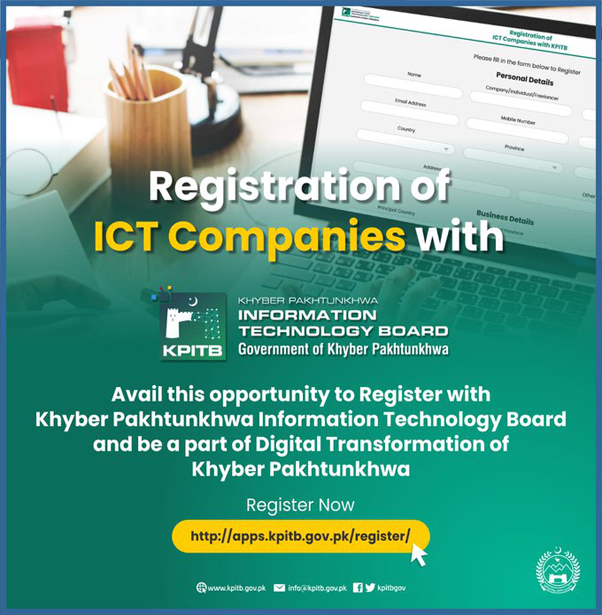 Registration of
ICT Companies with KPITB
Please fill in the form below to Register
Personal Details
Name
Company/Individual/Freelancer
Email Address
Mobile Number
Country
Province
Address
Other
Principal Country
Business Details
Province
Registration of
ICT Companies with
KPITB
KHYBER PAKHTUNKHWA
INFORMATION
TECHNOLOGY BOARD
Government of Khyber Pakhtunkhwa
Avail this opportunity to Register with
Khyber Pakhtunkhwa Information Technology Board
and be a part of Digital Transformation of
Khyber Pakhtunkhwa
Register Now
http://apps.kpitb.gov.pk/register/
www.kpitb.gov.pk info@kpitb.gov.pk kpitbgov